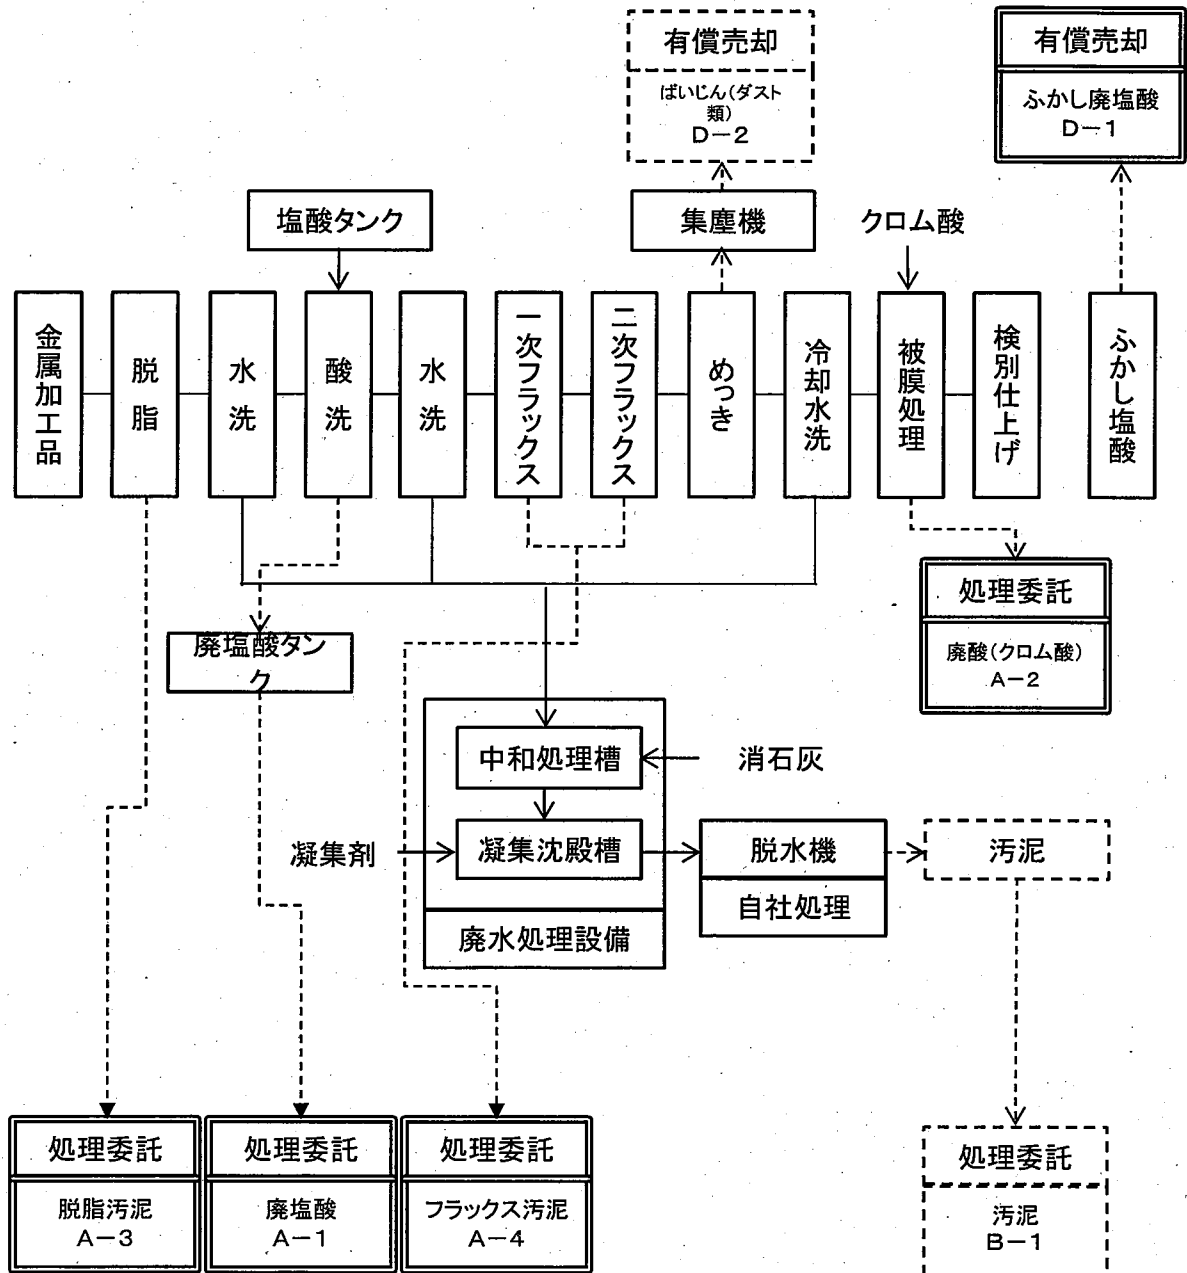 有償売却
ばいじん(ダスト
類)
D－2
有償売却
ふかし廃塩酸
D－1
塩酸タンク
集塵機
クロム酸
金属加工品
脱脂
水洗
酸洗
水洗
一次フラックス
二次フラックス
めっき
冷却水洗
被膜処理
検別仕上げ
ふかし塩酸
処理委託
廃酸(クロム酸)
A－2
廃塩酸タン
ク
中和処理槽
消石灰
凝集剤
凝集沈殿槽
脱水機
汚泥
自社処理
廃水処理設備
処理委託
脱脂汚泥
A－3
処理委託
廃塩酸
A－1
処理委託
フラックス汚泥
A－4
処理委託
汚泥
B－1